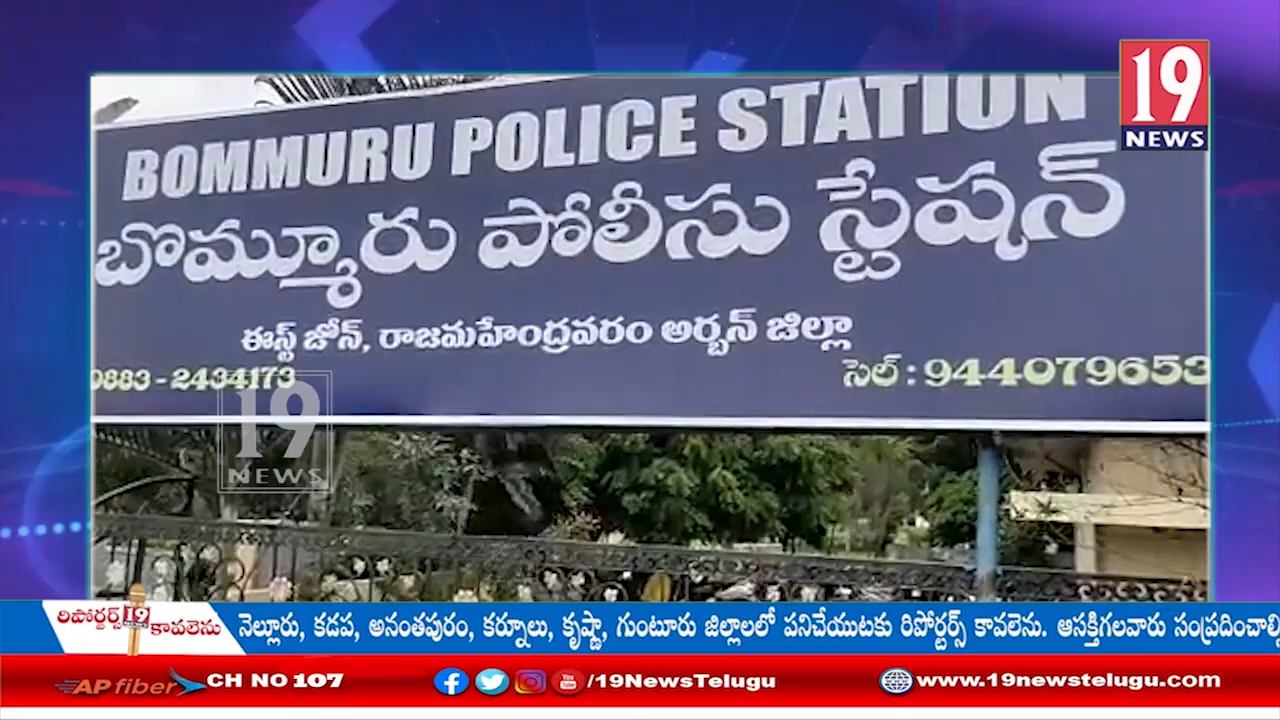 19
NEWS
BOMMURU POLICE STATION
బొమ్మూరు పోలీసు స్టేషన్
ఈస్ట్ జోన్, రాజమహేంద్రవరం అర్బన్ జిల్లా
0883 - 2434173
సెల్ : 944079653
19
NEWS
రిపోర్టర్స్ 19 కావలెను
నెల్లూరు, కడప, అనంతపురం, కర్నూలు, కృష్ణా, గుంటూరు జిల్లాలలో పనిచేయుటకు రిపోర్టర్స్ కావలెను. ఆసక్తిగలవారు
AP fiber CH NO 107
/19NewsTelugu
www.19newstelugu.com